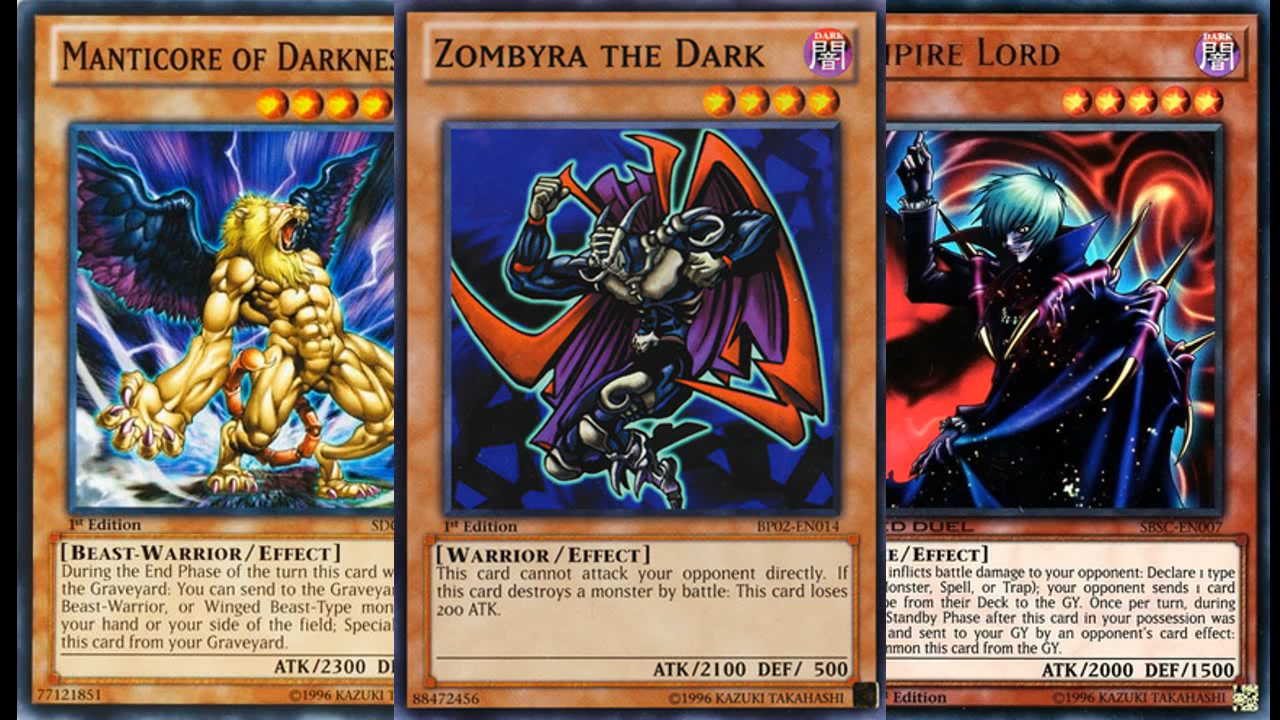 MANTICORE OF DARKNES
1st Edition
SD
[BEAST-WARRIOR/EFFECT]
During the End Phase of the turn this card w
the Graveyard: You can send to the Graveyar
Beast-Warrior, or Winged Beast-Type mon
your hand or your side of the field; Special
this card from your Graveyard.
ATK/2300 DE
77121851
©1996 KAZUKI T
ZOMBYRA THE DARK
DARK
闇
1st Edition
BP02-EN014
[WARRIOR/EFFECT]
This card cannot attack your opponent directly. If
this card destroys a monster by battle: This card loses
200 ATK.
ATK/2100 DEF/ 500
88472456
©1996 KAZUKI TAKAHASHI
MPIRE LORD
DARK
闇
ED DUEL
SBSC-EN007
E/EFFECT]
inflicts battle damage to your opponent: Declare 1 type
onster, Spell, or Trap); your opponent sends 1 card
pe from their Deck to the GY. Once per turn, during
Standby Phase after this card in your possession was
and sent to your GY by an opponent's card effect:
mmon this card from the GY.
ATK/2000 DEF/1500
Edition
©1996 KAZUKI TAKAHASHI